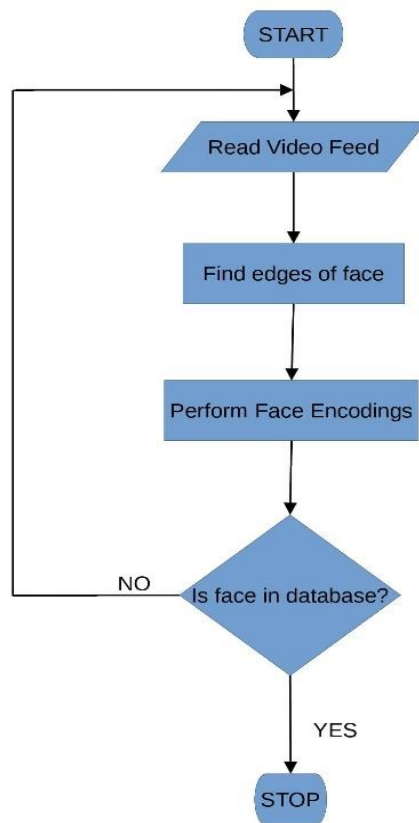 START
Read Video Feed
Find edges of face
Perform Face Encodings
Is face in database?
NO
YES
STOP